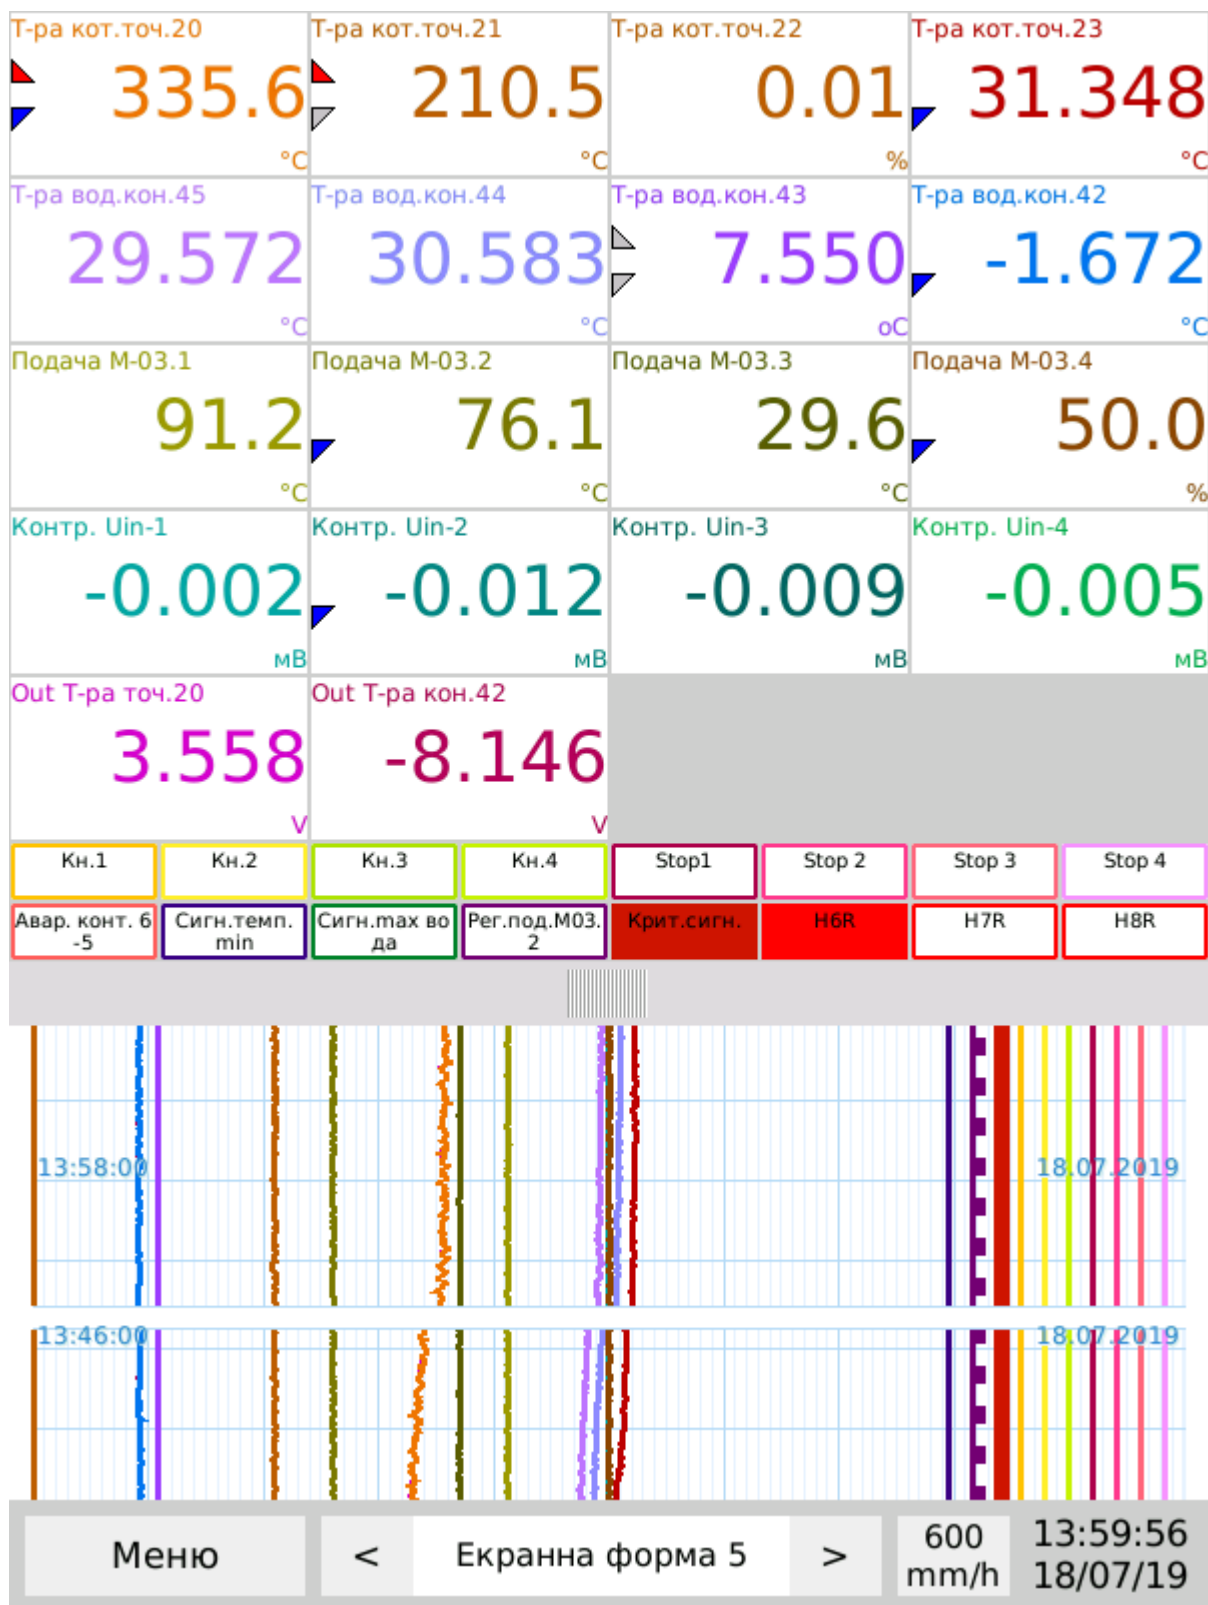 Т-ра кот.точ.20 Т-ра кот.точ.21 Т-ра кот.точ.22 Т-ра кот.точ.23
335.6 210.5 0.01 31.348
°C °C % °C
Т-ра вод.кон.45 Т-ра вод.кон.44 Т-ра вод.кон.43 Т-ра вод.кон.42
29.572 30.583 7.550 -1.672
°C °C oC °C
Подача М-03.1 Подача М-03.2 Подача М-03.3 Подача М-03.4
91.2 76.1 29.6 50.0
°C °C °C %
Контр. Uin-1 Контр. Uin-2 Контр. Uin-3 Контр. Uin-4
-0.002 -0.012 -0.009 -0.005
мВ мВ мВ мВ
Out Т-ра точ.20 Out Т-ра кон.42
3.558 -8.146
V V
Кн.1 Кн.2 Кн.3 Кн.4 Stop1 Stop 2 Stop 3 Stop 4
Авар. конт. 6 Сигн.темп. Сигн.max во Рег.под.М03. Крит.сигн. H6R H7R H8R
-5 min да 2
13:58:00 18.07.2019
13:46:00 18.07.2019
Меню < Екранна форма 5 > 600 13:59:56
mm/h 18/07/19